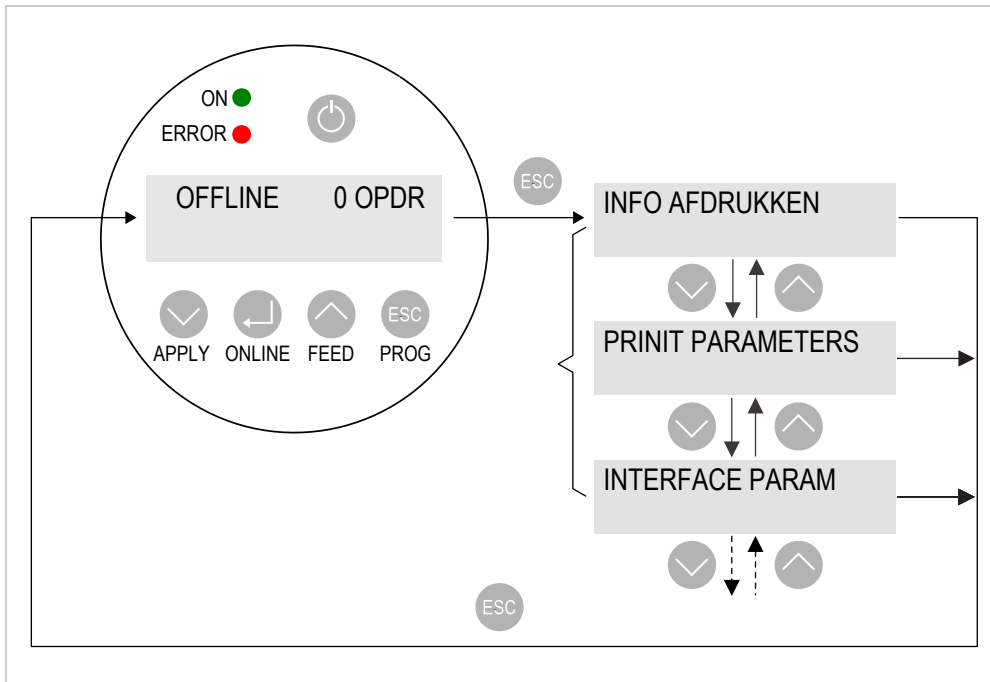 ON
ERROR
OFFLINE 0 OPDR
APPLY ONLINE FEED PROG
ESC
ESC
INFO AFDRUKKEN
PRINIT PARAMETERS
INTERFACE PARAM
ESC